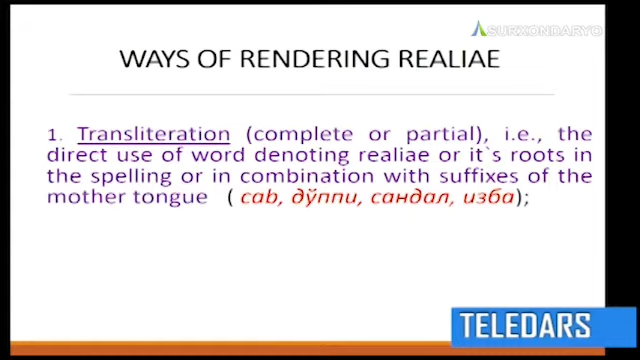 SURXONDARYO
WAYS OF RENDERING REALIAE
1. Transliteration (complete or partial), i.e., the
direct use of word denoting realiae or it`s roots in
the spelling or in combination with suffixes of the
mother tongue ( cab, дўппи, сандал, изба);
TELEDARS